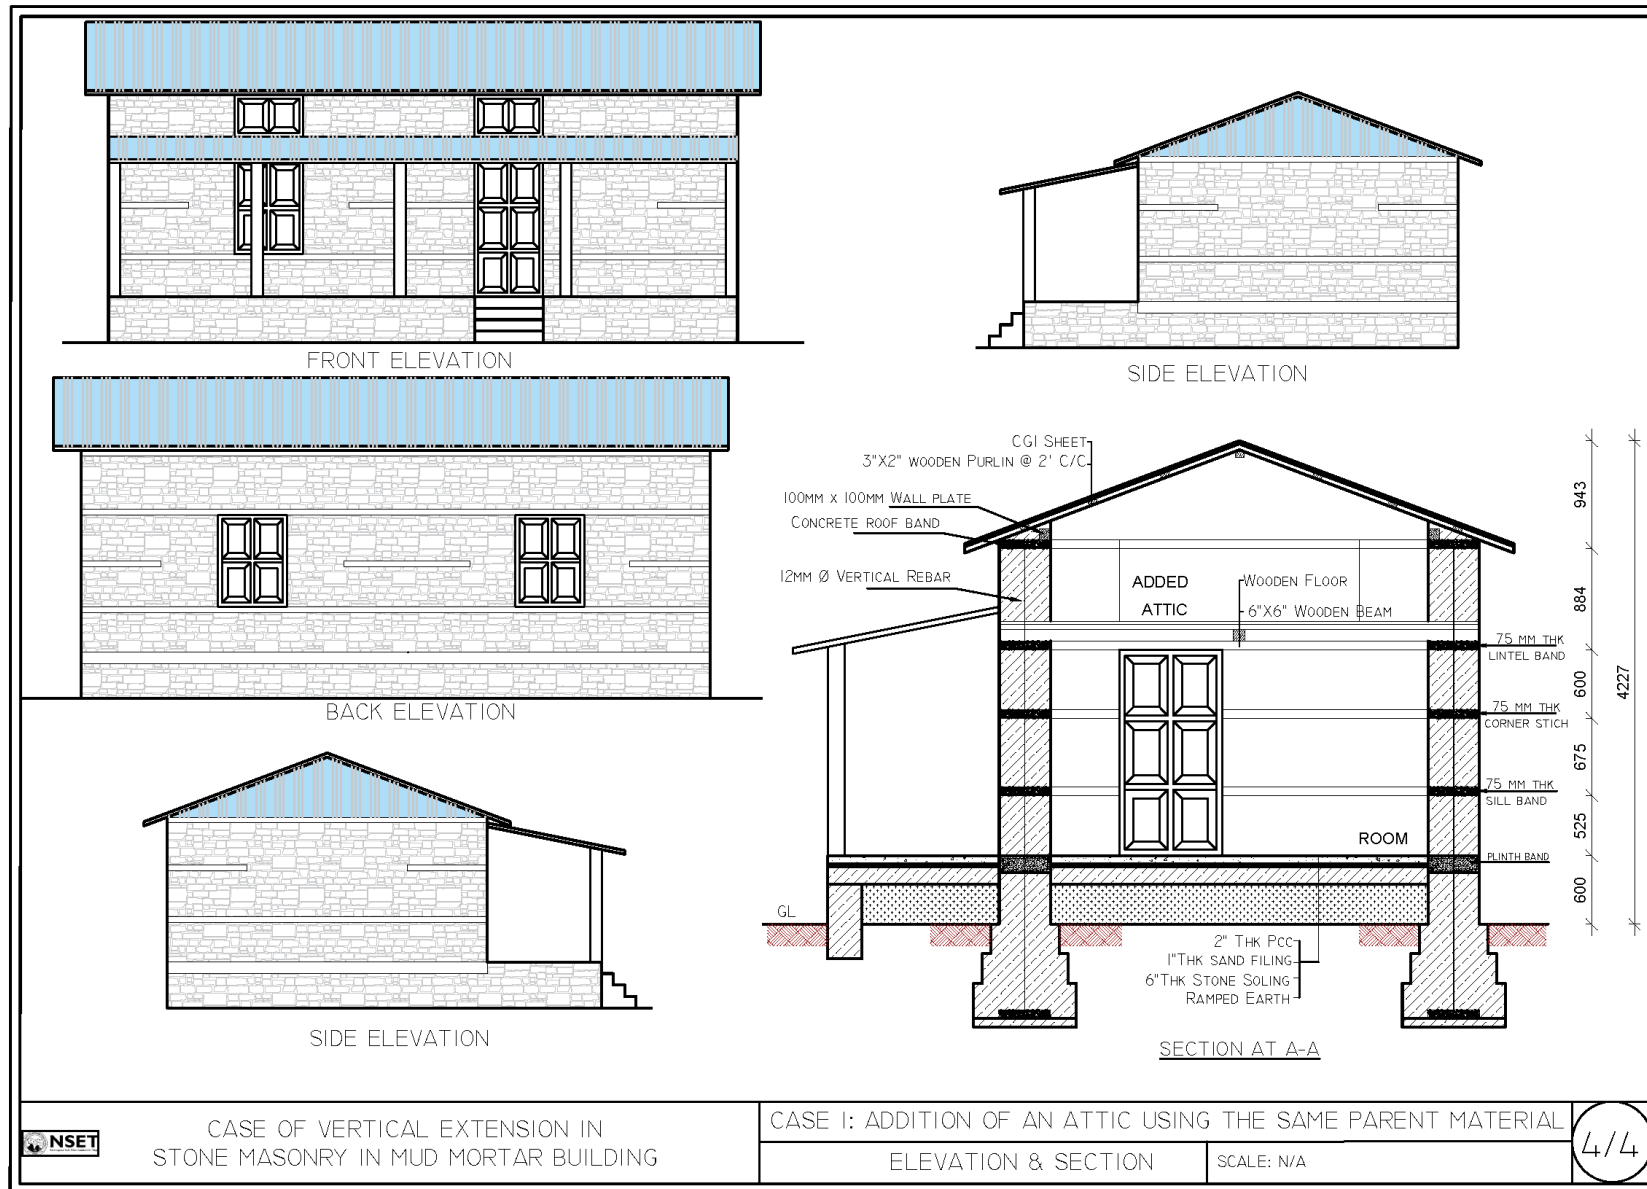 FRONT ELEVATION
SIDE ELEVATION
BACK ELEVATION
SIDE ELEVATION
CGI SHEET
3"X2" WOODEN PURLIN @ 2' C/C
100MM X 100MM WALL PLATE
CONCRETE ROOF BAND
12MM Ø VERTICAL REBAR
ADDED
ATTIC
WOODEN FLOOR
6"X6" WOODEN BEAM
75 MM THK
LINTEL BAND
75 MM THK
CORNER STICH
75 MM THK
SILL BAND
ROOM
PLINTH BAND
GL
2" THK PCC
1"THK SAND FILING
6"THK STONE SOLING
RAMPED EARTH
943
884
600
675
525
600
4227
SECTION AT A-A
NSET
CASE OF VERTICAL EXTENSION IN
STONE MASONRY IN MUD MORTAR BUILDING
CASE 1: ADDITION OF AN ATTIC USING THE SAME PARENT MATERIAL
ELEVATION & SECTION
SCALE: N/A
4/4